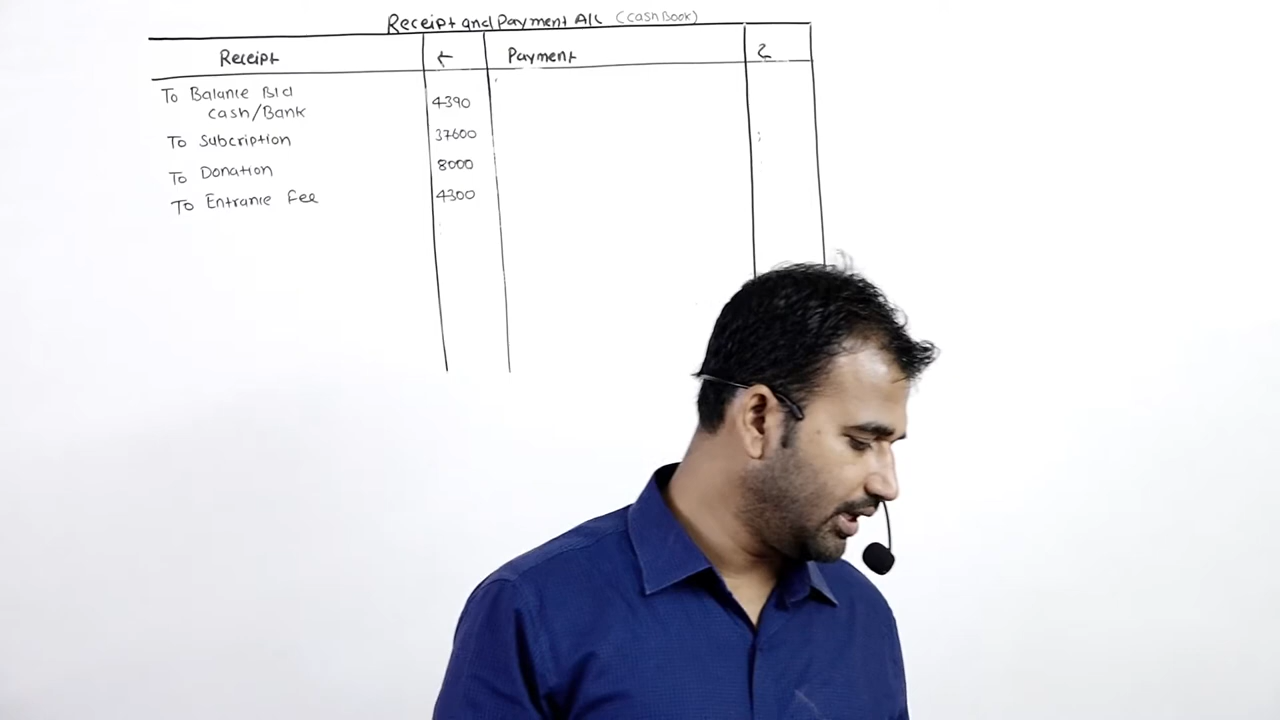 Receipt and Payment A/c (Cash Book)
Receipt ₹ Payment ₹
To Balance B/d
Cash/Bank 4390
To Subcription 37600
To Donation 8000
To Entrance Fee 4300